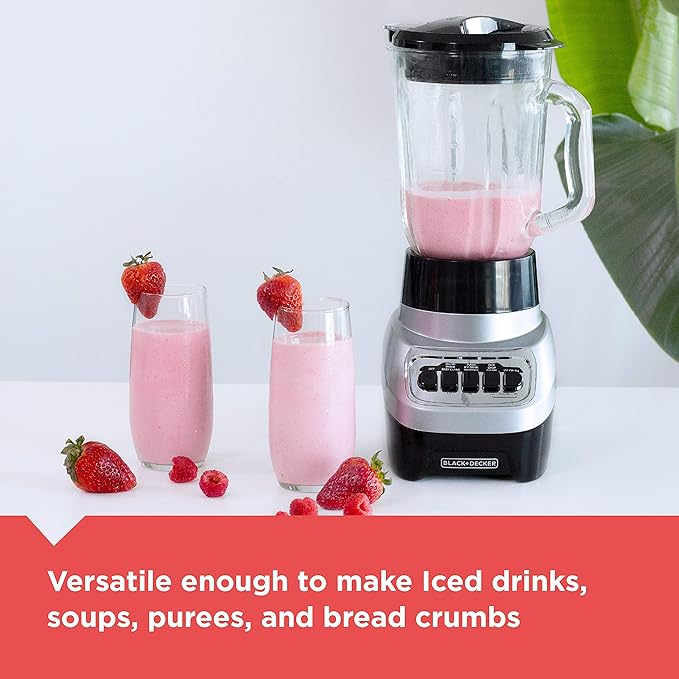 BLACK+DECKER
Versatile enough to make Iced drinks,
soups, purees, and bread crumbs